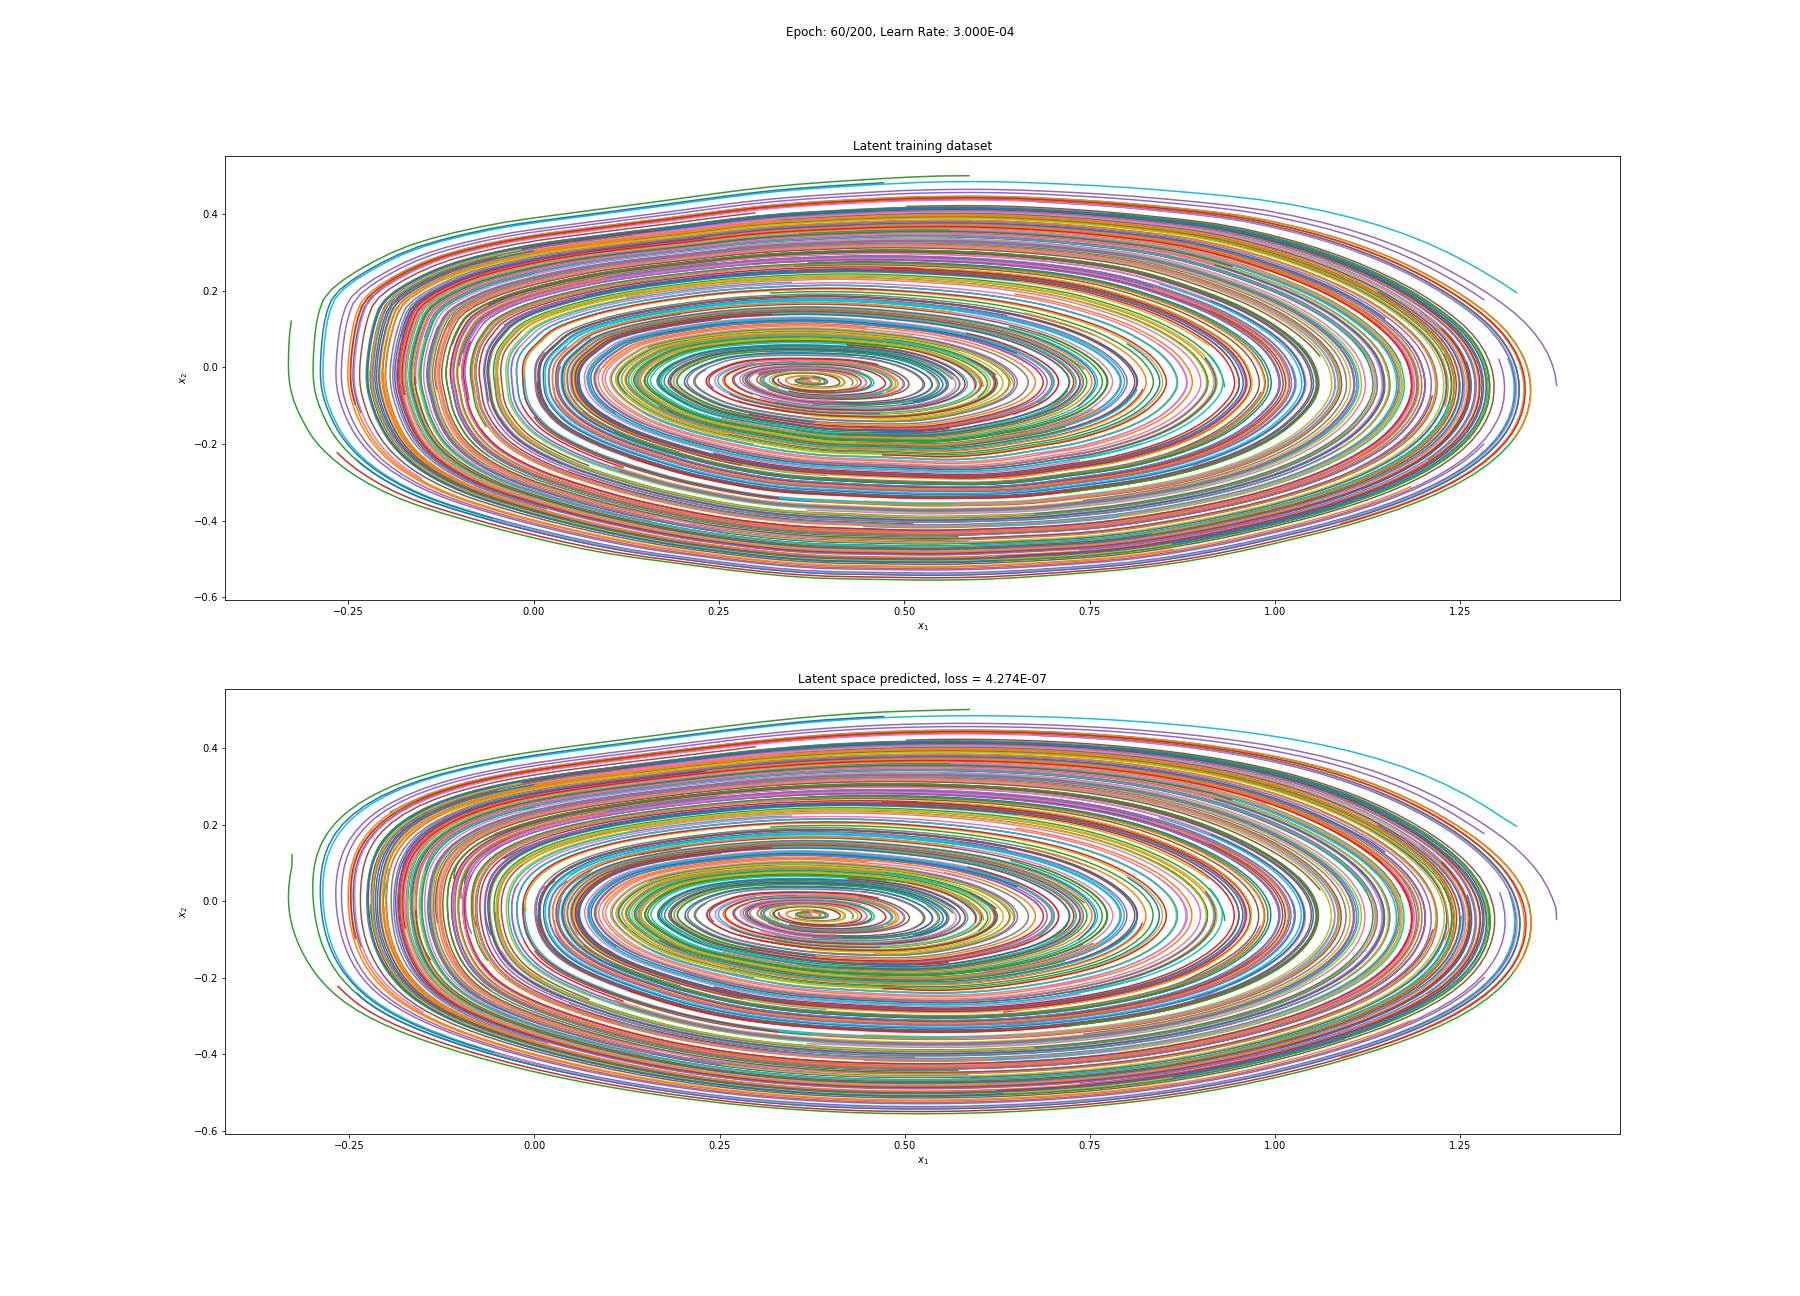 Epoch: 60/200, Learn Rate: 3.000E-04
Latent training dataset
0.4
0.2
0.0
−0.2
−0.4
−0.6
x₂
−0.25 0.00 0.25 0.50 0.75 1.00 1.25
x₁
Latent space predicted, loss = 4.274E-07
0.4
0.2
0.0
−0.2
−0.4
−0.6
x₂
−0.25 0.00 0.25 0.50 0.75 1.00 1.25
x₁